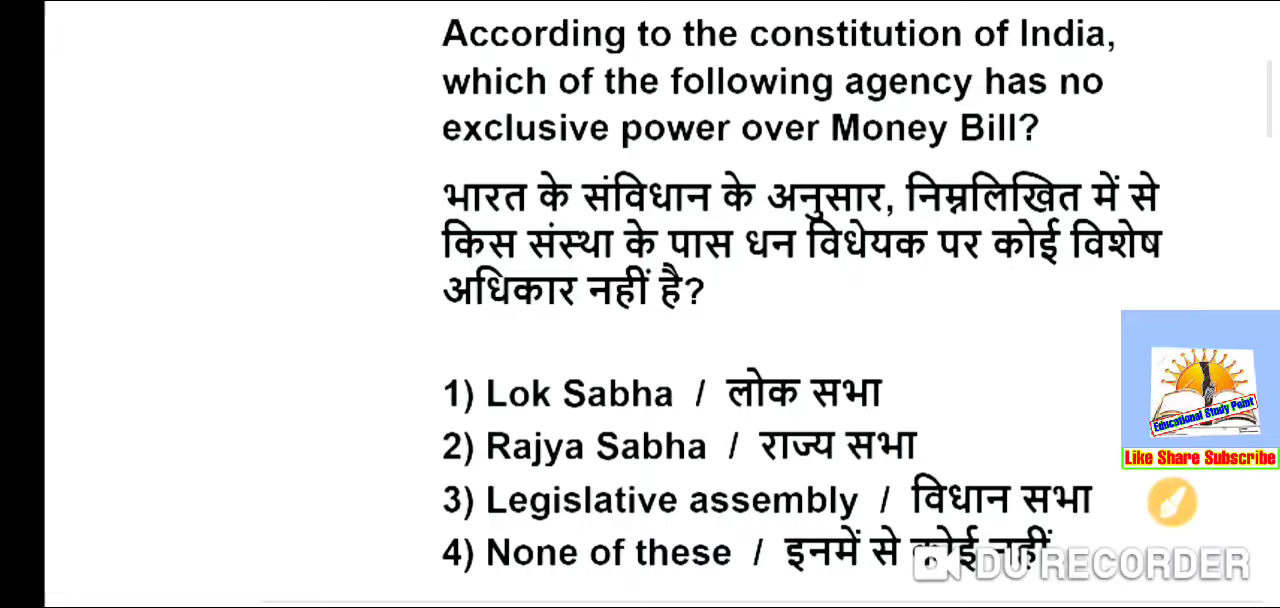 According to the constitution of India,
which of the following agency has no
exclusive power over Money Bill?
भारत के संविधान के अनुसार, निम्नलिखित में से
किस संस्था के पास धन विधेयक पर कोई विशेष
अधिकार नहीं है?
1) Lok Sabha / लोक सभा
2) Rajya Sabha / राज्य सभा
3) Legislative assembly / विधान सभा
4) None of these / इनमें से कोई नहीं
Educational Study Point
Like Share Subscribe
DU RECORDER